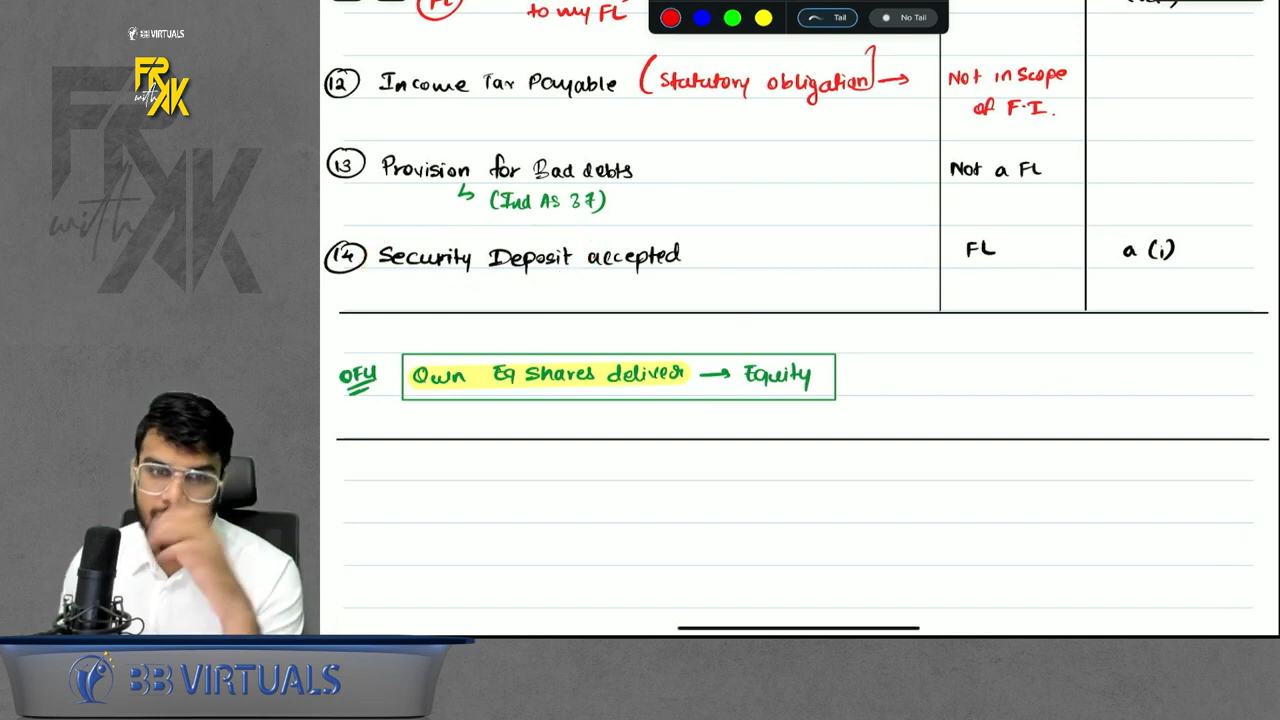 BB VIRTUALS
FR
with
AK
to my FL
Tail
No Tail
12 Income Tax Payable (Statutory obligation) → Not in Scope
of F.I.
13 Provision for Bad debts Not a FL
↳ (Ind AS 37)
14 Security Deposit accepted FL a (i)
Own Eq Shares deliver → Equity
BB VIRTUALS